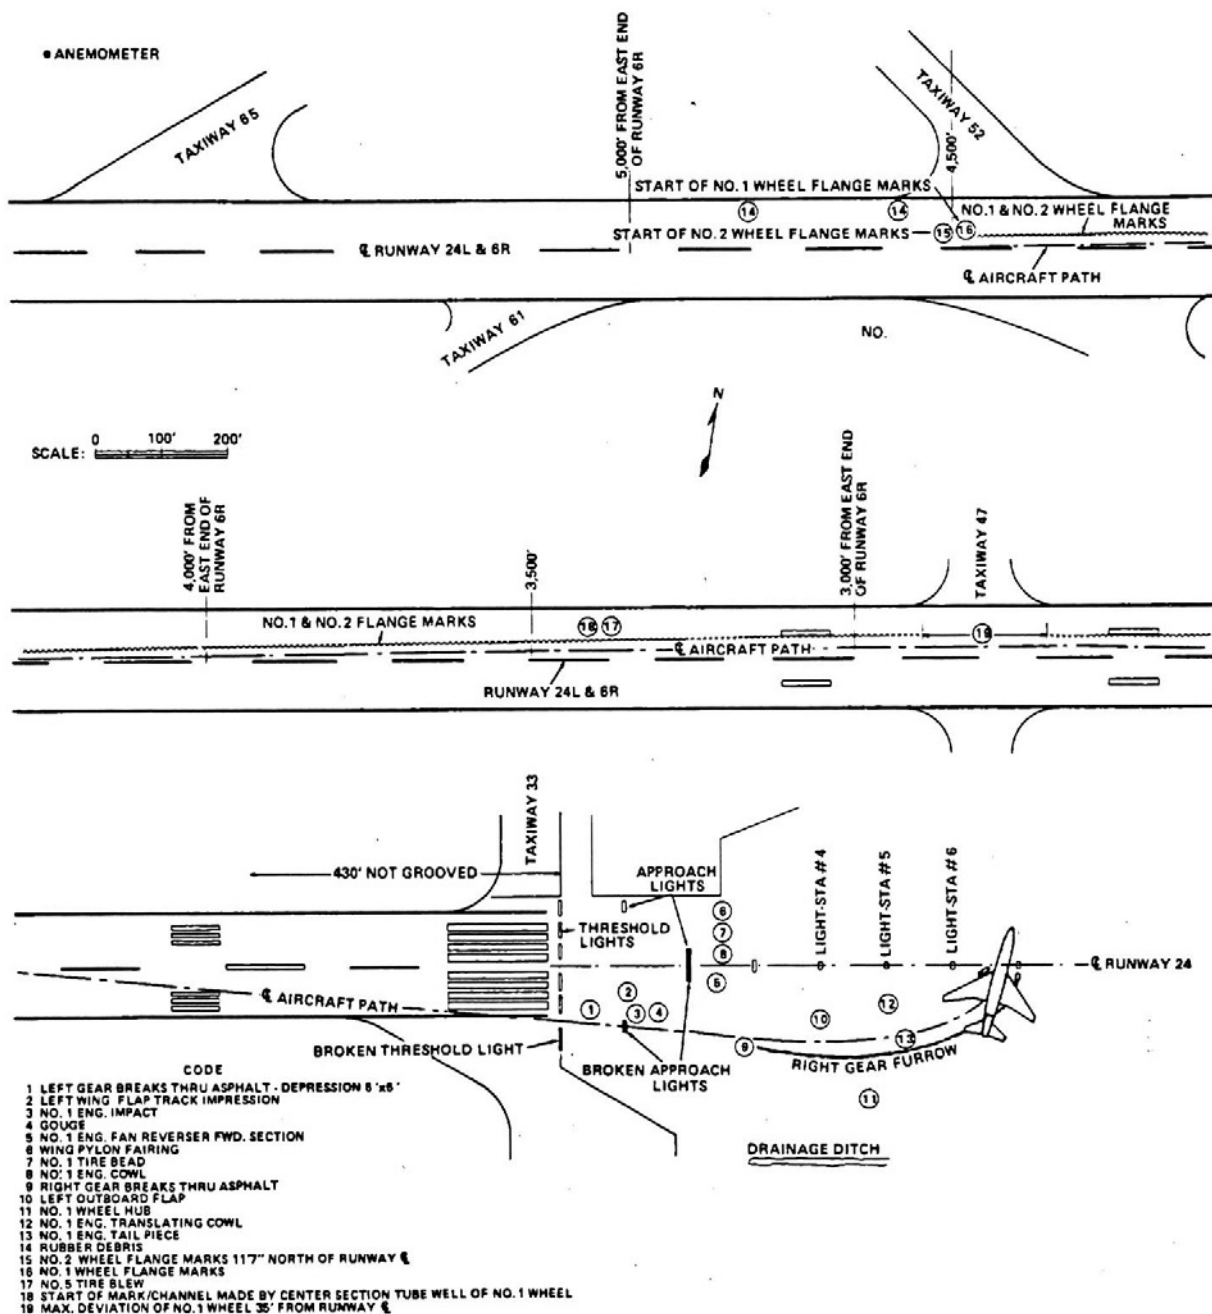 ANEMOMETER
TAXIWAY 65
5,000' FROM EAST END
OF RUNWAY 6R
TAXIWAY 52
4,500'
START OF NO. 1 WHEEL FLANGE MARKS
14
14
NO.1 & NO.2 WHEEL FLANGE
MARKS
℄ RUNWAY 24L & 6R
START OF NO. 2 WHEEL FLANGE MARKS
15
16
℄ AIRCRAFT PATH
TAXIWAY 61
NO.
N
SCALE:
0 100' 200'
4,000' FROM
EAST END OF
RUNWAY 6R
3,500'
3,000' FROM EAST END
OF RUNWAY 6R
TAXIWAY 47
NO.1 & NO.2 FLANGE MARKS
18 17
19
℄ AIRCRAFT PATH
RUNWAY 24L & 6R
TAXIWAY 33
430' NOT GROOVED
APPROACH
LIGHTS
LIGHT-STA #4
LIGHT-STA #5
LIGHT-STA #6
THRESHOLD
LIGHTS
6
7
8
5
℄ RUNWAY 24
℄ AIRCRAFT PATH
1
2
3
4
9
10
12
13
BROKEN THRESHOLD LIGHT
BROKEN APPROACH
LIGHTS
RIGHT GEAR FURROW
11
DRAINAGE DITCH
CODE
1 LEFT GEAR BREAKS THRU ASPHALT - DEPRESSION 6'x6'
2 LEFT WING FLAP TRACK IMPRESSION
3 NO. 1 ENG. IMPACT
4 GOUGE
5 NO. 1 ENG. FAN REVERSER FWD. SECTION
6 WING PYLON FAIRING
7 NO. 1 TIRE BEAD
8 NO. 1 ENG. COWL
9 RIGHT GEAR BREAKS THRU ASPHALT
10 LEFT OUTBOARD FLAP
11 NO. 1 WHEEL HUB
12 NO. 1 ENG. TRANSLATING COWL
13 NO. 1 ENG. TAIL PIECE
14 RUBBER DEBRIS
15 NO. 2 WHEEL FLANGE MARKS 11'7" NORTH OF RUNWAY ℄
16 NO. 1 WHEEL FLANGE MARKS
17 NO. 5 TIRE BLEW
18 START OF MARK/CHANNEL MADE BY CENTER SECTION TUBE WELL OF NO. 1 WHEEL
19 MAX. DEVIATION OF NO. 1 WHEEL 35' FROM RUNWAY ℄